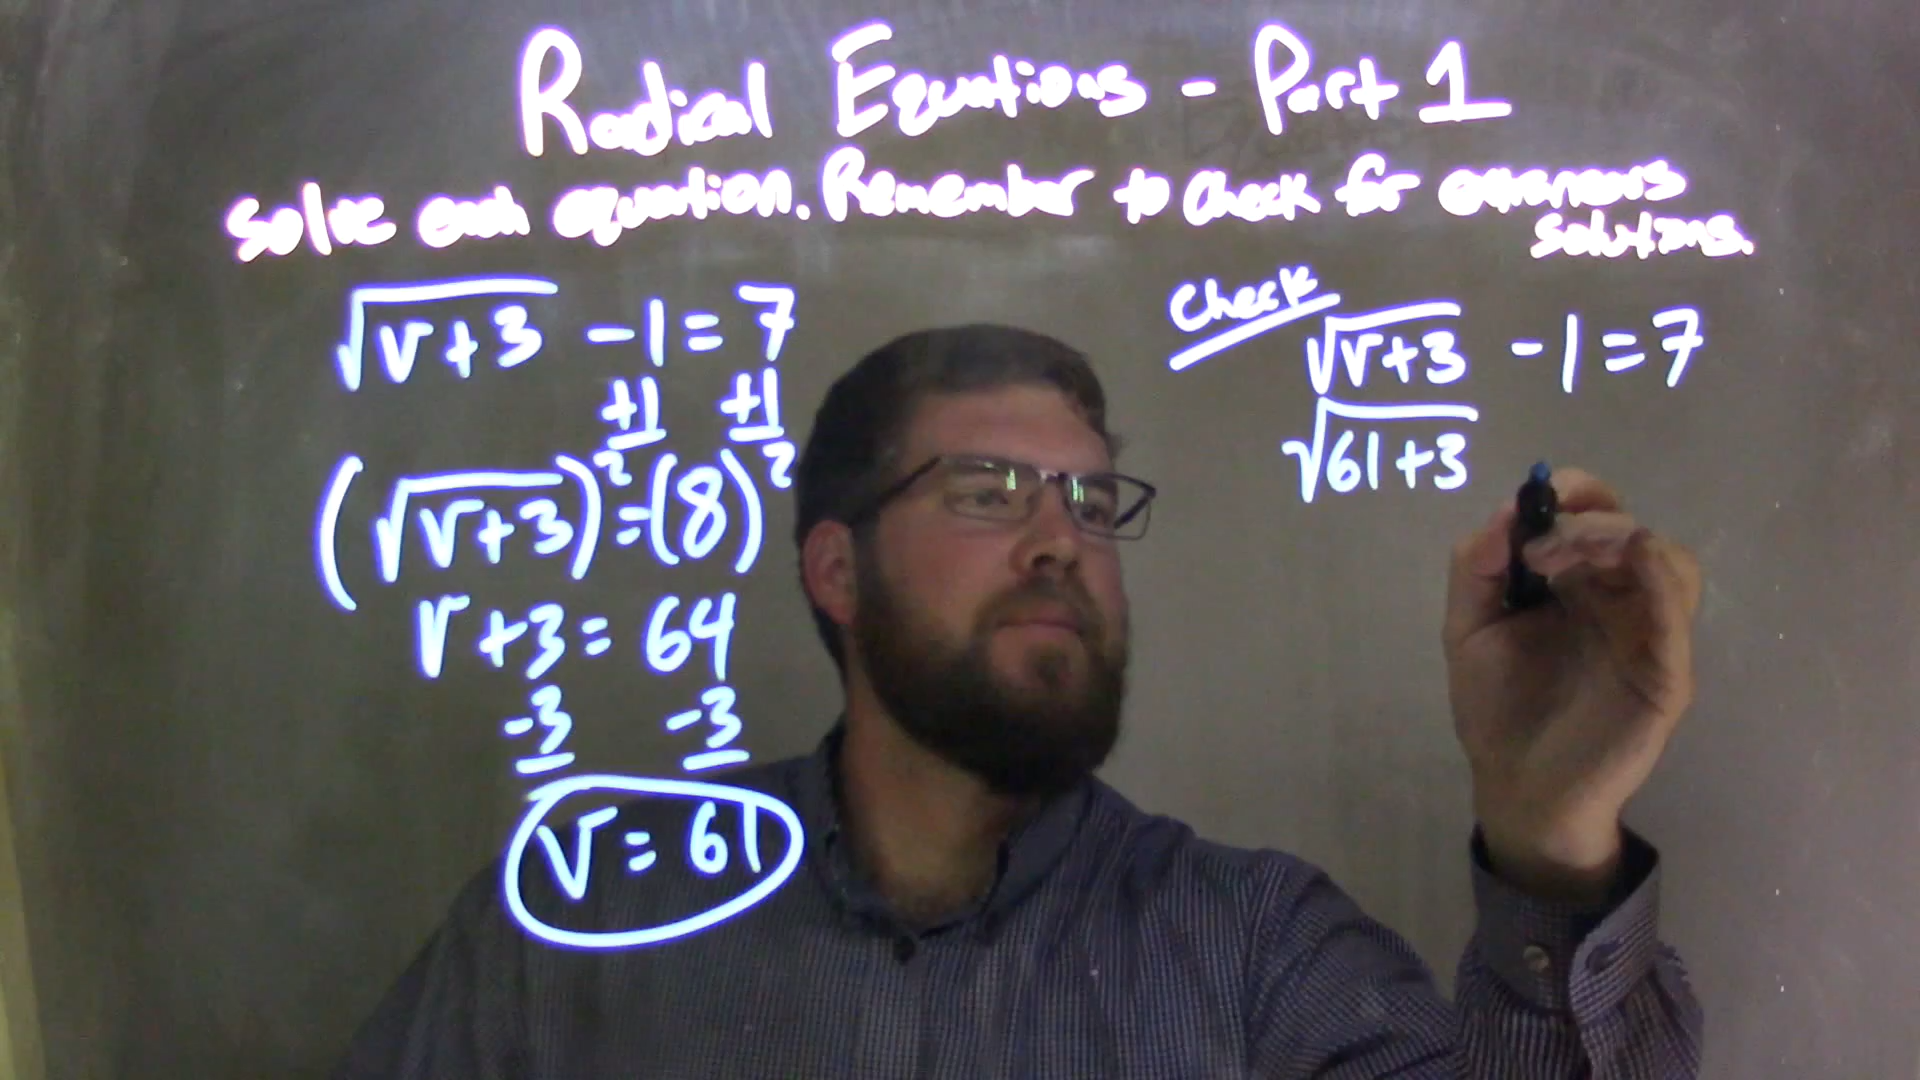 Radical Equations - Part 1
Solve each equation. Remember to check for extraneous
solutions.
√(v+3) -1=7
+1 +1
(√(v+3))²=(8)²
v+3=64
-3 -3
v=61
Check
√(v+3) -1=7
√(61+3)